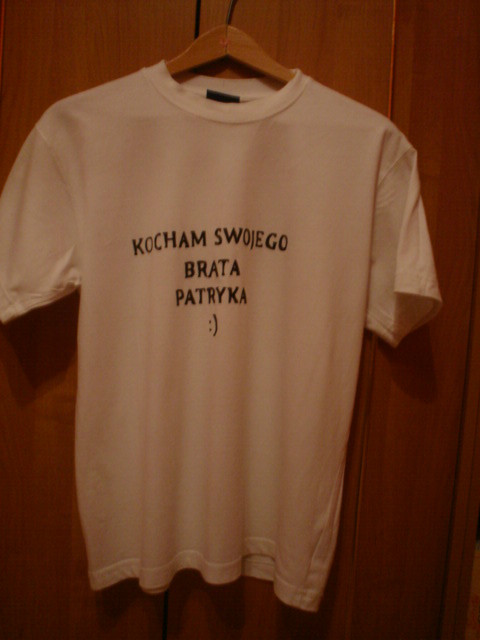 KOCHAM SWOJEGO
BRATA
PATRYKA
:)